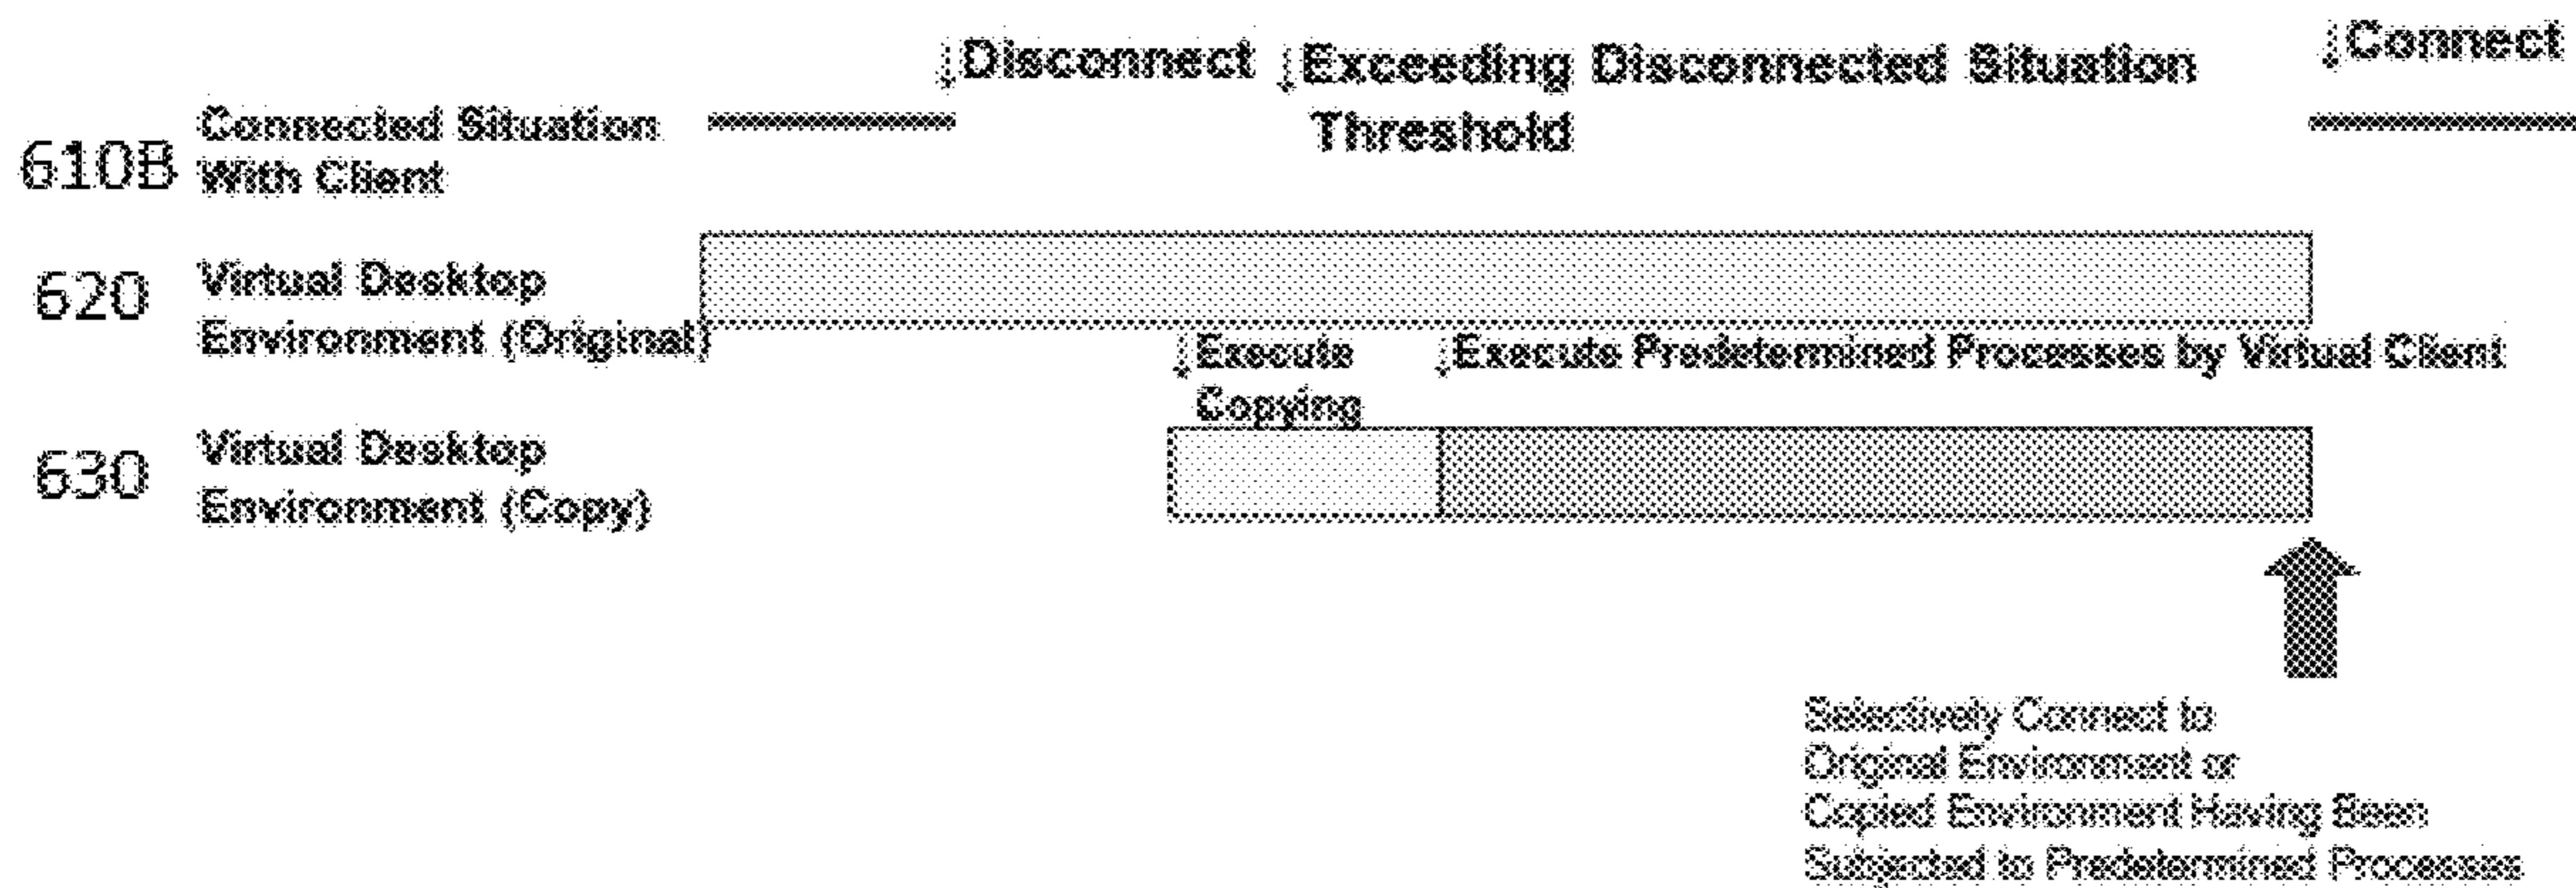 Disconnect
Exceeding Disconnected Situation
Threshold
Connect
610B
Connected Situation
With Client
620
Virtual Desktop
Environment (Original)
Execute
Copying
Execute Predetermined Processes by Virtual Client
630
Virtual Desktop
Environment (Copy)
Selectively Connect to
Original Environment or
Copied Environment Having Been
Subjected to Predetermined Processes